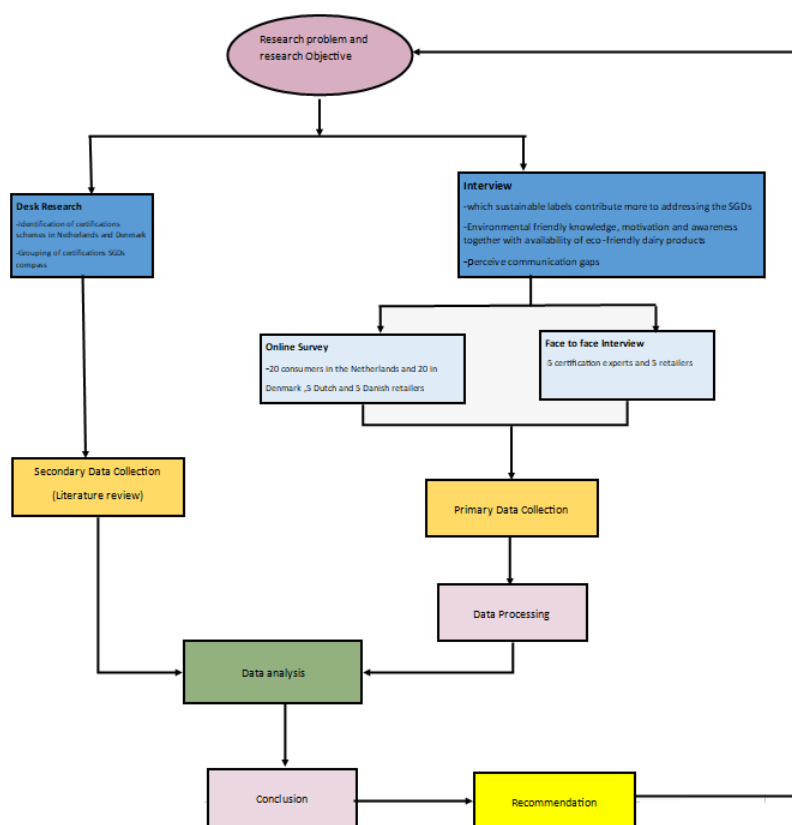 Research problem and
research Objective
Desk Research
-Identification of certifications
schemes in Netherlands and Denmark
-Grouping of certifications SGDs
compass
Interview
-which sustainable labels contribute more to addressing the SGDs
-Environmental friendly knowledge, motivation and awareness
together with availability of eco-friendly dairy products
-perceive communication gaps
Online Survey
-20 consumers in the Netherlands and 20 in
Denmark ,5 Dutch and 5 Danish retailers
Face to face Interview
5 certification experts and 5 retailers
Secondary Data Collection
(Literature review)
Primary Data Collection
Data Processing
Data analysis
Conclusion
Recommendation